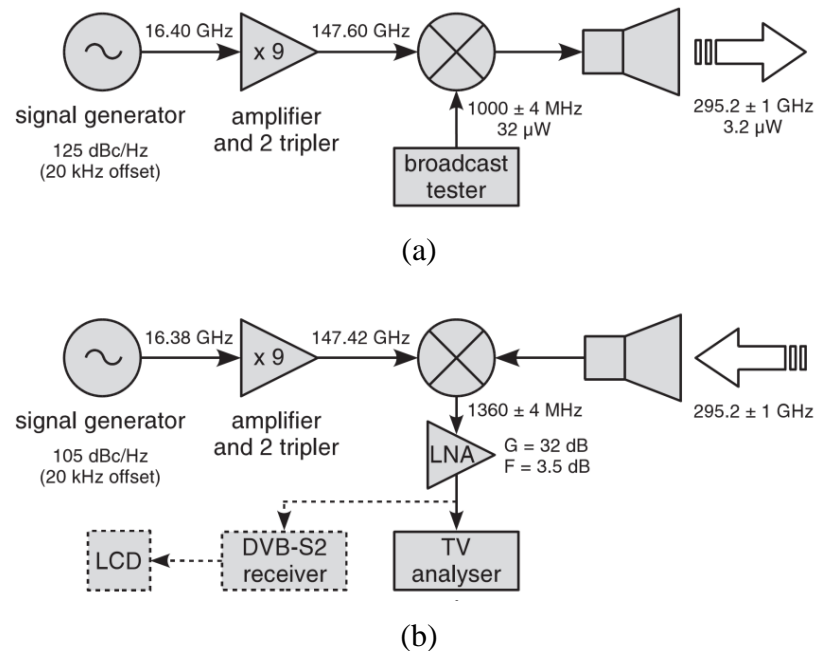 16.40 GHz
147.60 GHz
x 9
signal generator
125 dBc/Hz
(20 kHz offset)
amplifier
and 2 tripler
1000 ± 4 MHz
32 µW
broadcast
tester
295.2 ± 1 GHz
3.2 µW
(a)
16.38 GHz
147.42 GHz
x 9
signal generator
105 dBc/Hz
(20 kHz offset)
amplifier
and 2 tripler
1360 ± 4 MHz
295.2 ± 1 GHz
LNA
G = 32 dB
F = 3.5 dB
LCD
DVB-S2
receiver
TV
analyser
(b)